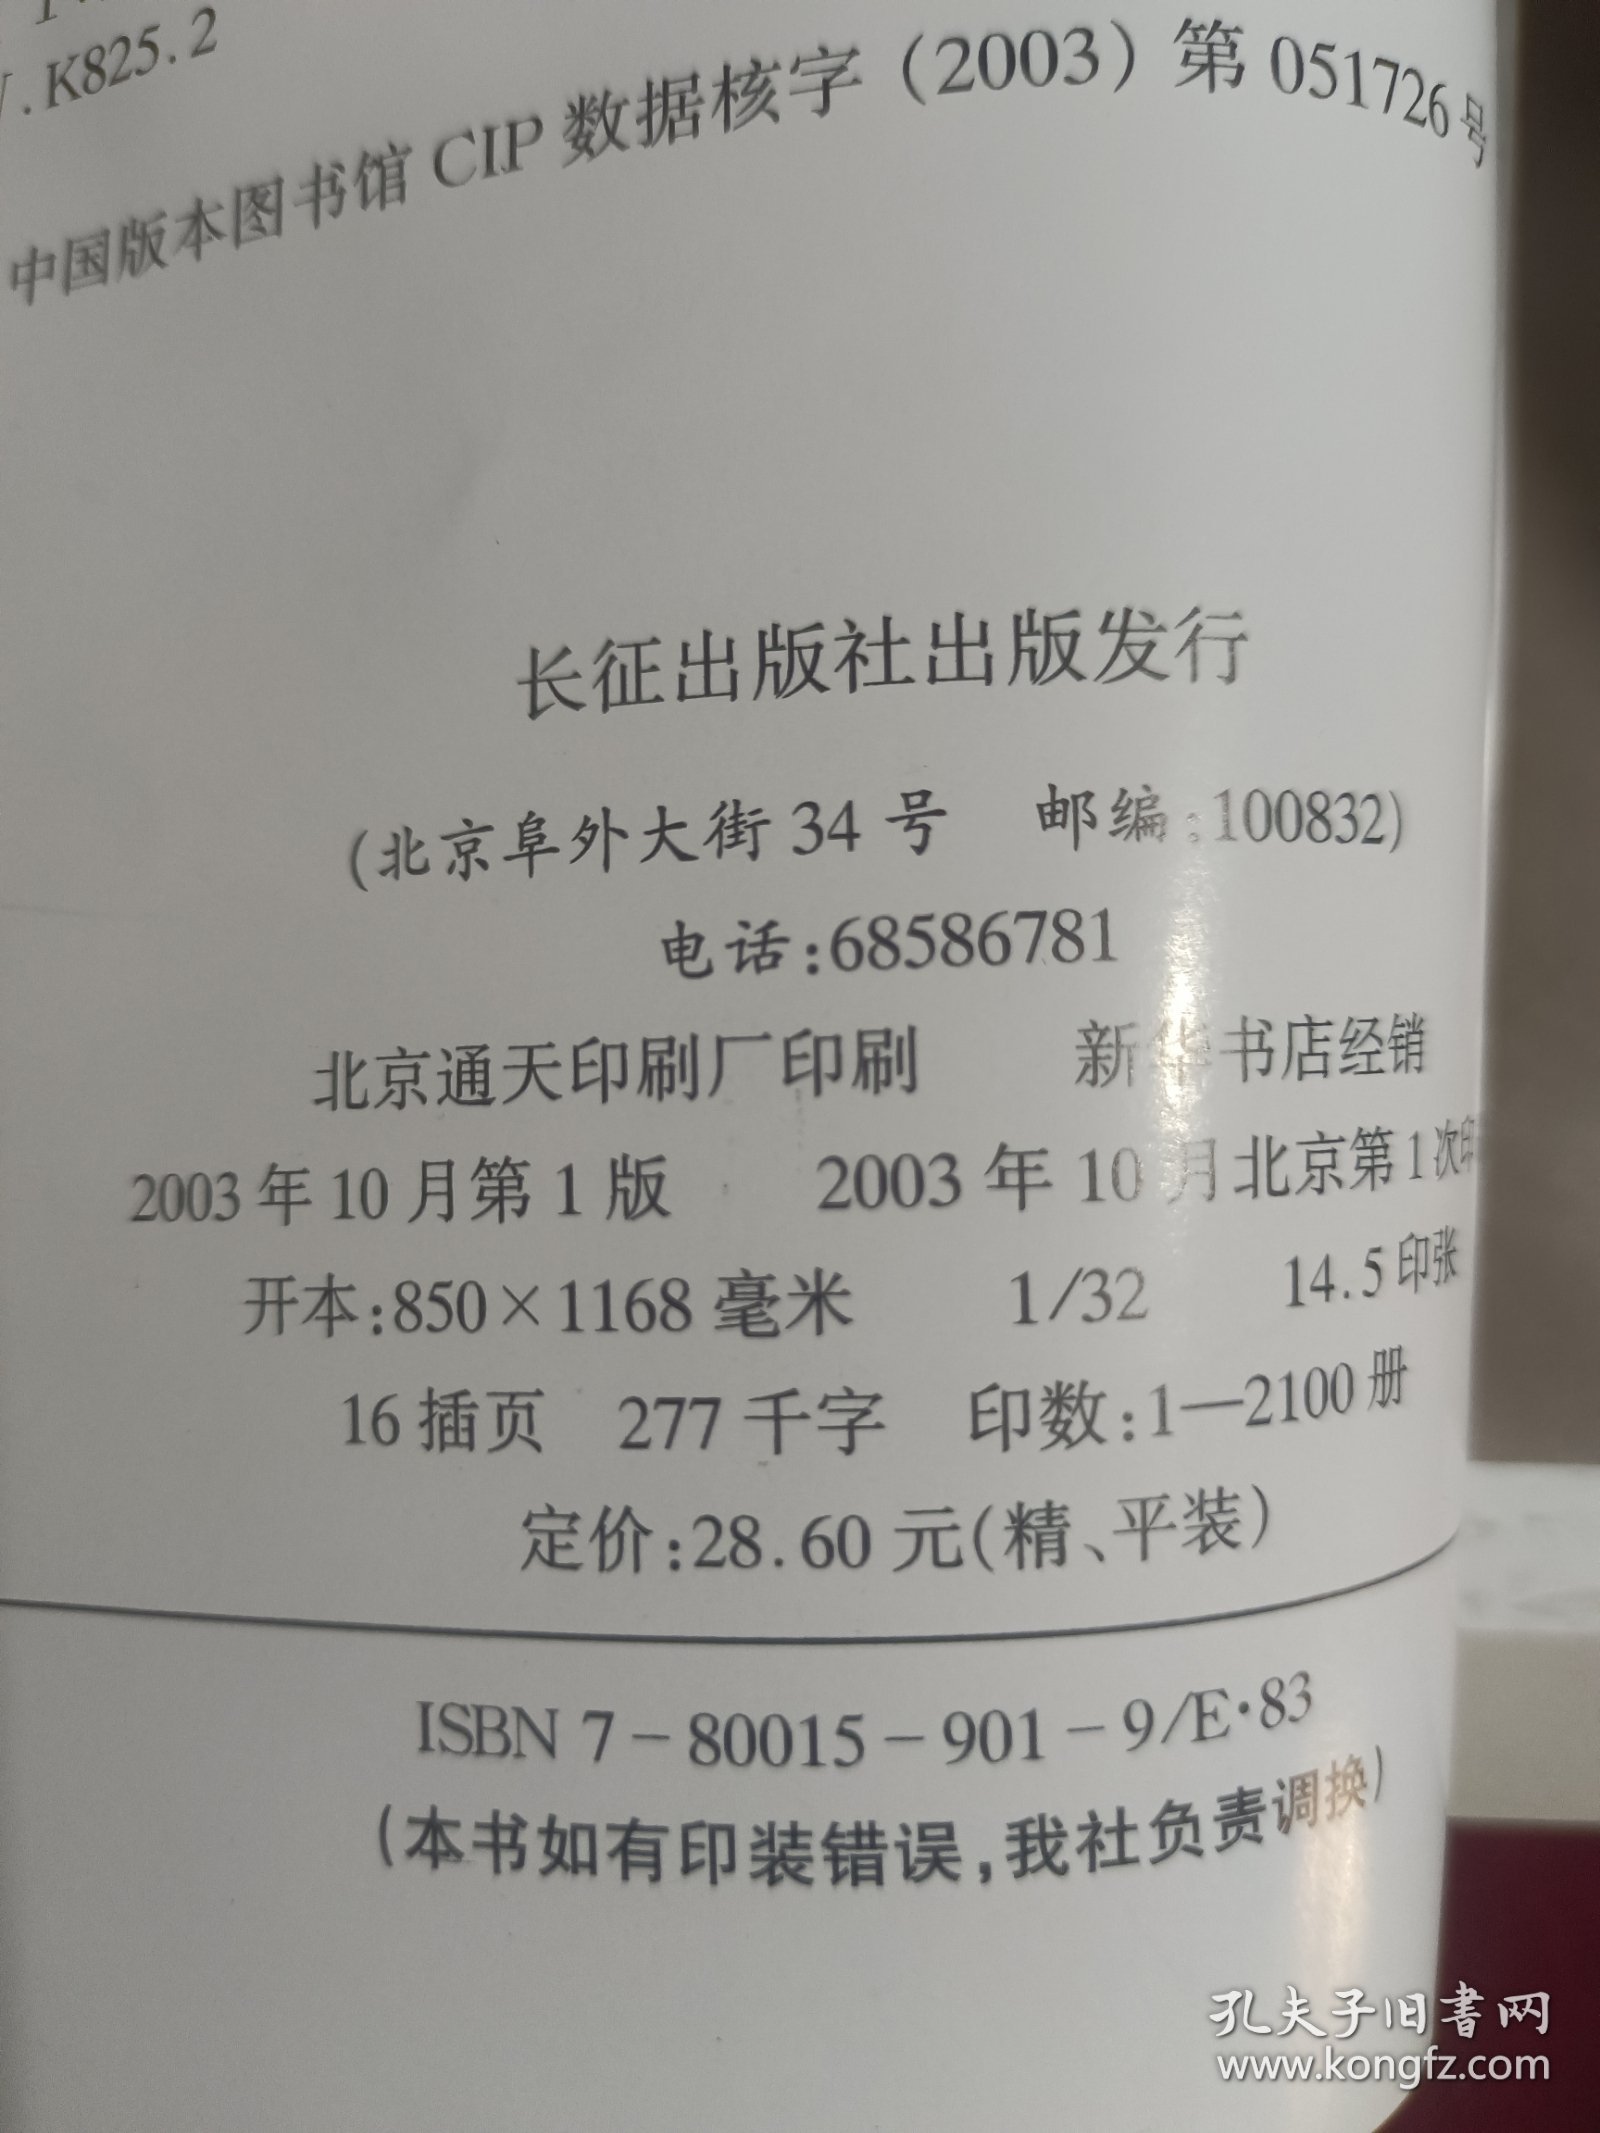 .K825.2
中国版本图书馆 CIP 数据核字（2003）第 051726 号
长征出版社出版发行
(北京阜外大街 34 号 邮编:100832)
电话:68586781
北京通天印刷厂印刷 新华书店经销
2003 年 10 月第 1 版 2003 年 10 月北京第 1 次印
开本:850×1168 毫米 1/32 14.5 印张
16 插页 277 千字 印数:1—2100 册
定价:28.60 元(精、平装)
ISBN 7-80015-901-9/E·83
(本书如有印装错误,我社负责调换)
孔夫子旧书网
www.kongfz.com